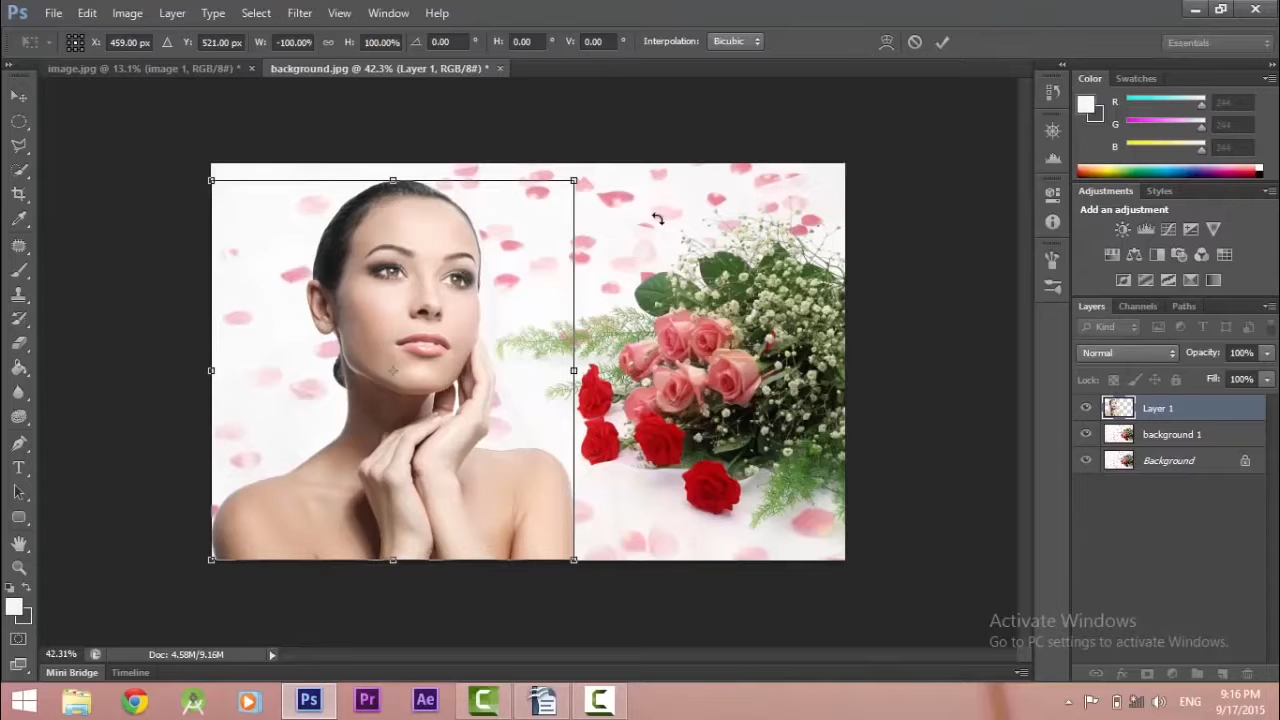 Ps File Edit Image Layer Type Select Filter 3D View Window Help
X: 459.00 px Y: 521.00 px W: -100.00% H: 100.00% 0.00 ° H: 0.00 ° V: 0.00 ° Interpolation: Bicubic Essentials
image.jpg @ 13.1% (image 1, RGB/8#) * × background.jpg @ 42.3% (Layer 1, RGB/8#) * ×
Color Swatches
R 244
G 244
B 244
Adjustments Styles
Add an adjustment
Layers Channels Paths
Kind
Normal Opacity: 100%
Lock: Fill: 100%
Layer 1
background 1
Background
Activate Windows
Go to PC settings to activate Windows.
42.31% Doc: 4.58M/9.16M
Mini Bridge Timeline
Ps Pr Ae ENG
9:16 PM
9/17/2015